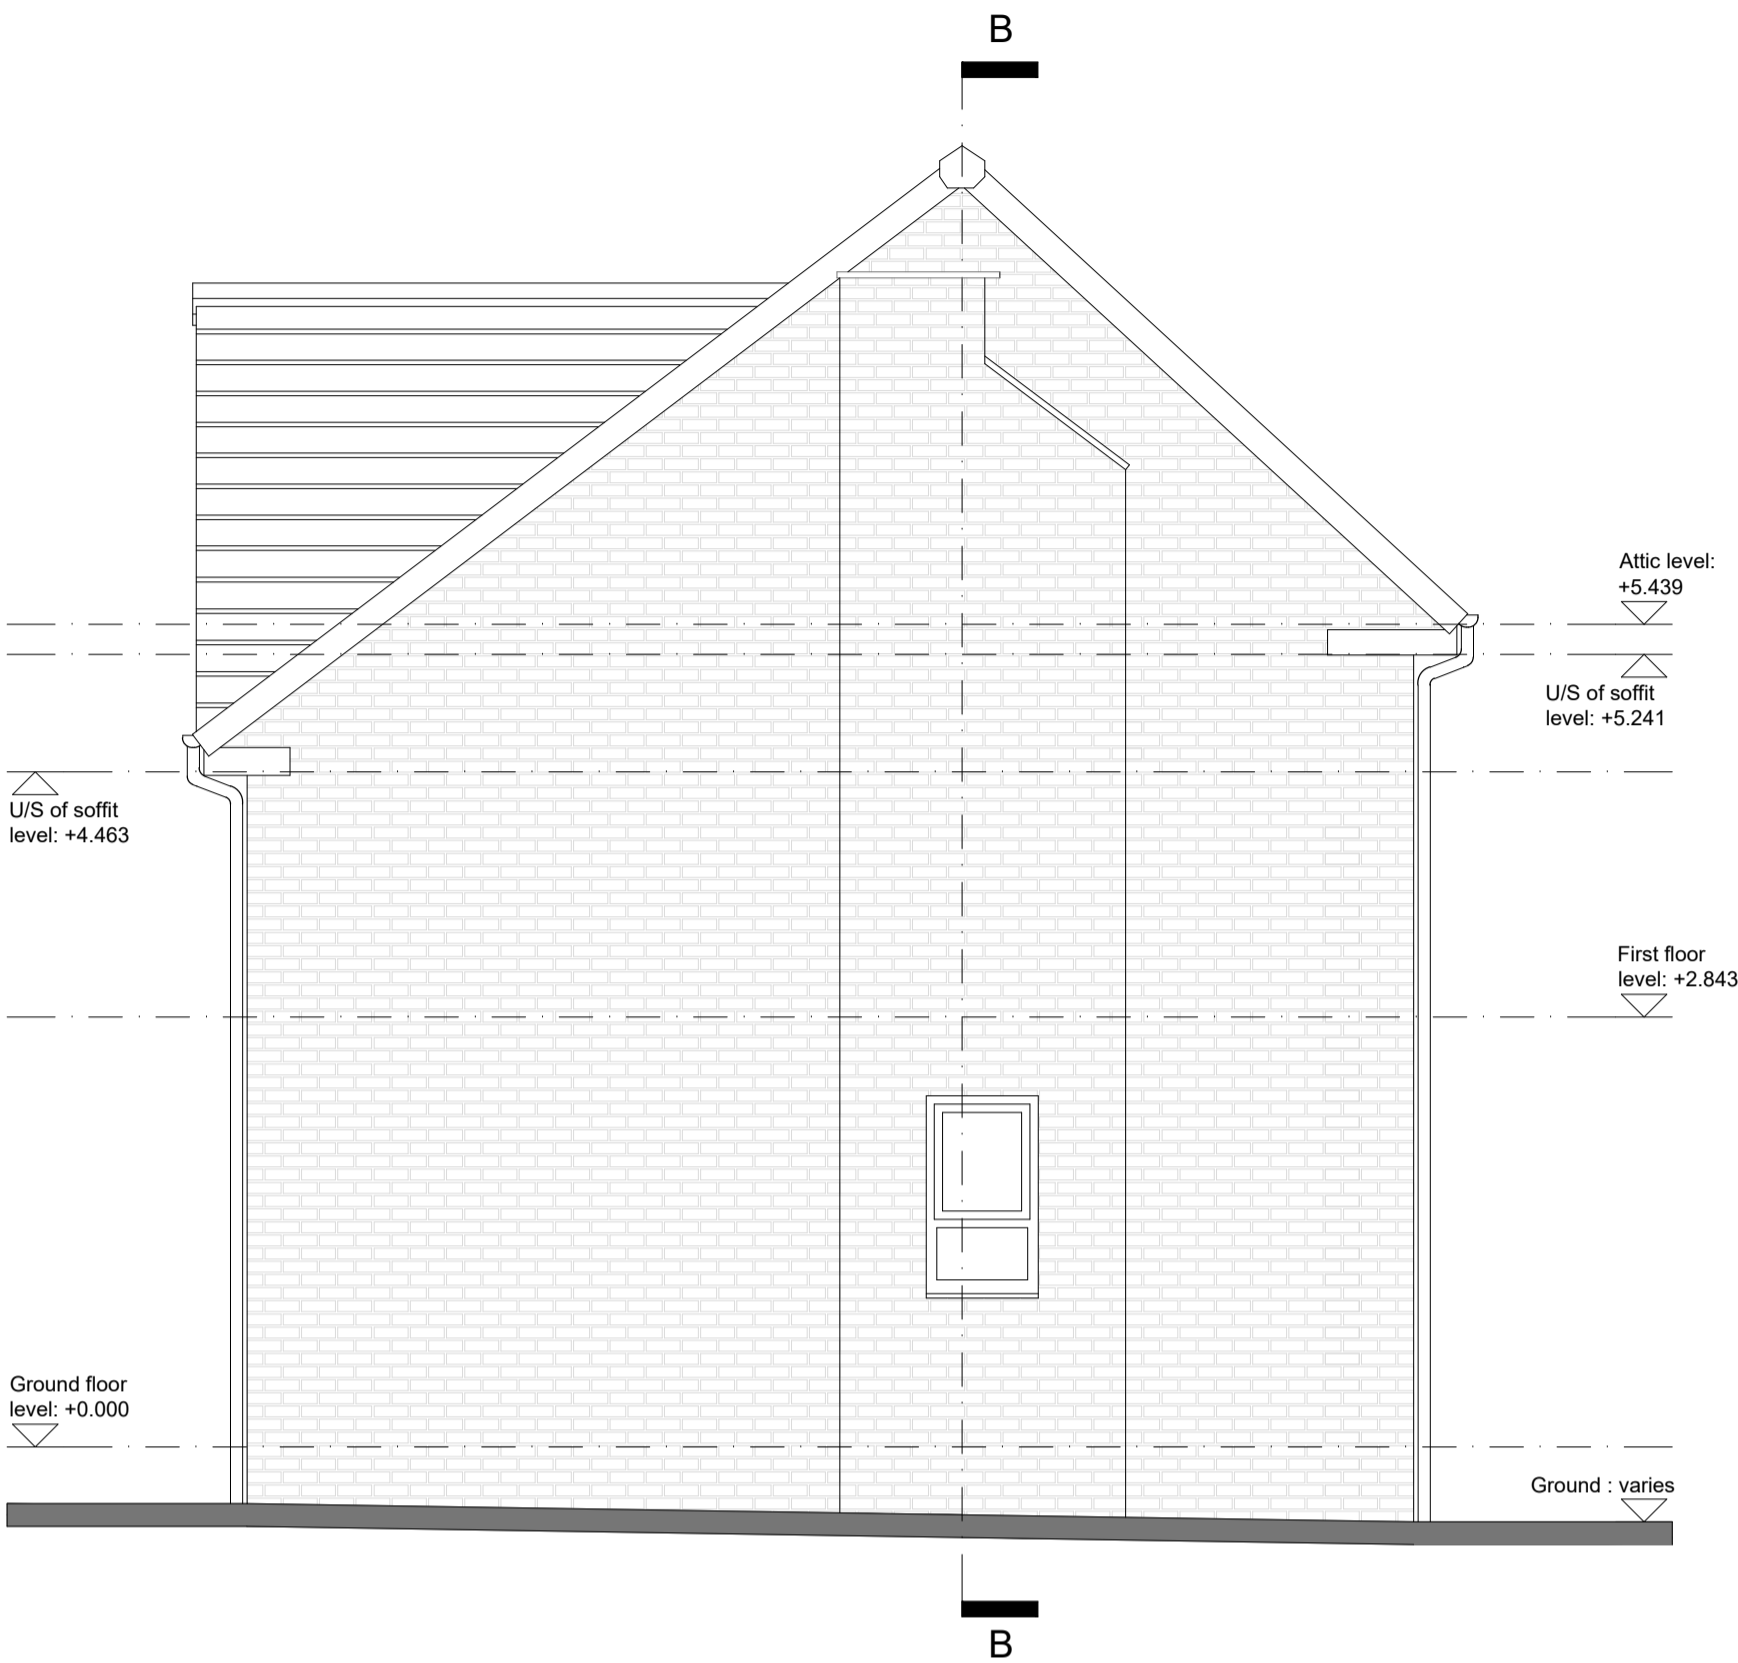 B
Attic level:
+5.439
U/S of soffit
level: +5.241
U/S of soffit
level: +4.463
First floor
level: +2.843
Ground floor
level: +0.000
Ground : varies
B